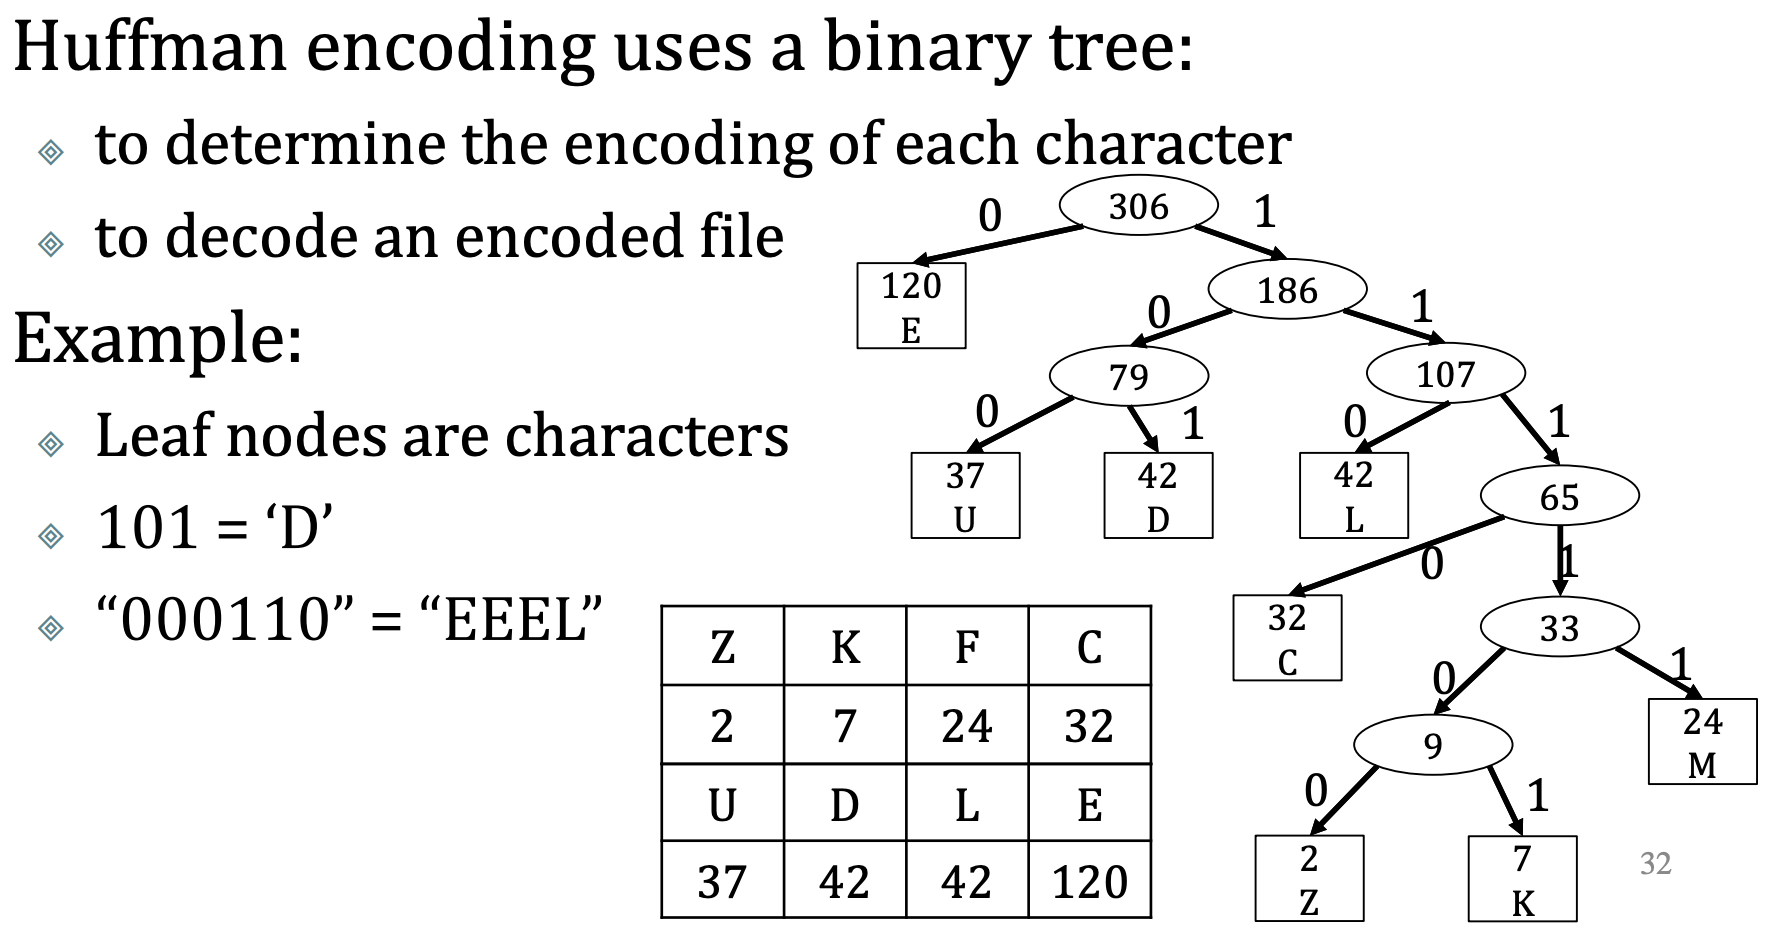 Huffman encoding uses a binary tree:
to determine the encoding of each character
to decode an encoded file
Example:
Leaf nodes are characters
101 = ‘D’
“000110” = “EEEL”
Z K F C
2 7 24 32
U D L E
37 42 42 120
306
0 1
120
E
186
0 1
79
107
0 1 0 1
37
U
42
D
42
L
65
0 1
32
C
33
0 1
9
24
M
0 1
2
Z
7
K
32